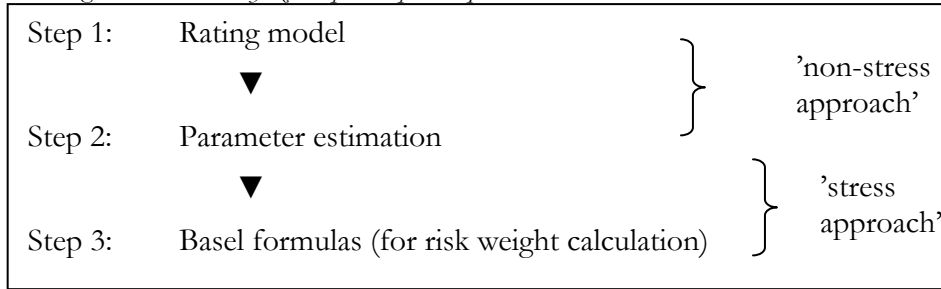 Step 1: Rating model
’non-stress
approach’
Step 2: Parameter estimation
’stress
approach’
Step 3: Basel formulas (for risk weight calculation)